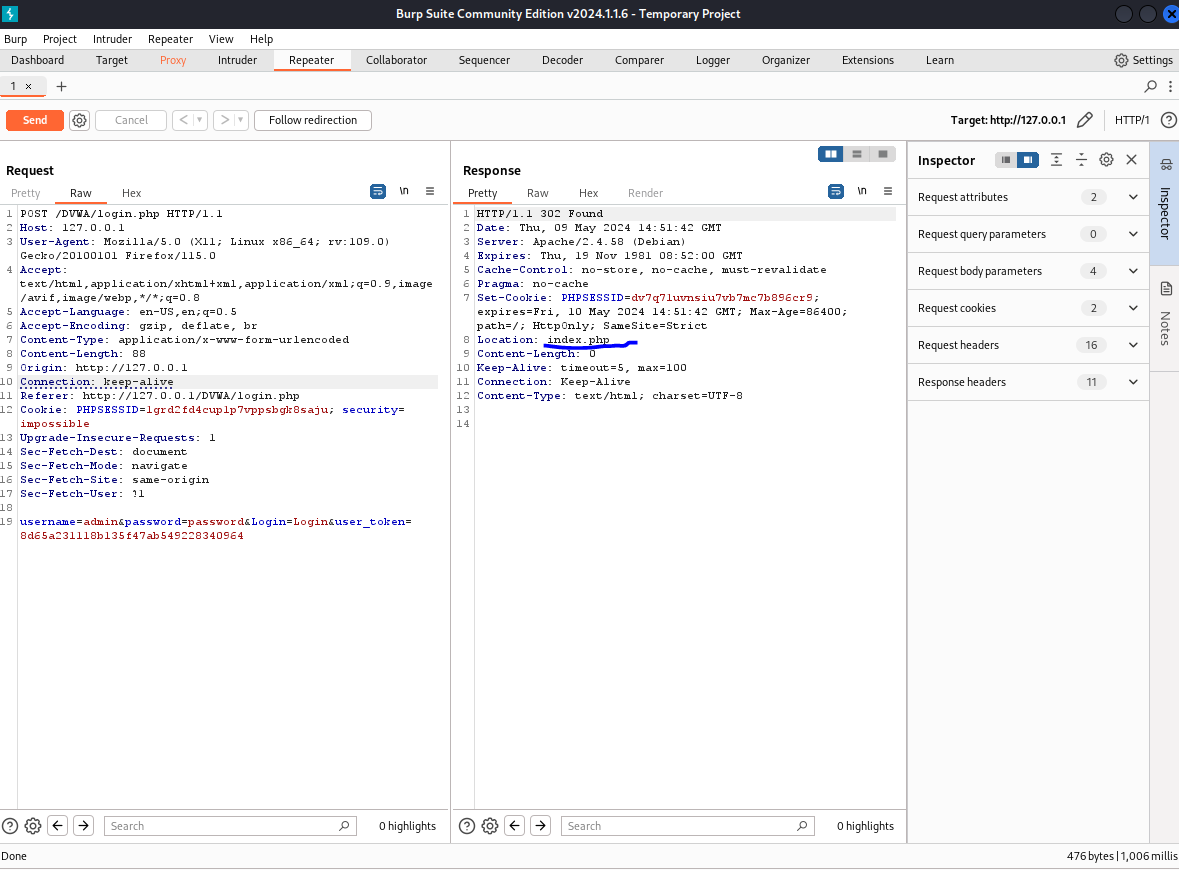 Burp Suite Community Edition v2024.1.1.6 - Temporary Project
Burp Project Intruder Repeater View Help
Dashboard Target Proxy Intruder Repeater Collaborator Sequencer Decoder Comparer Logger Organizer Extensions Learn Settings
1 × +
Send Cancel < > Follow redirection Target: http://127.0.0.1 HTTP/1 ?
Request
Pretty Raw Hex \n
1 POST /DVWA/login.php HTTP/1.1
2 Host: 127.0.0.1
3 User-Agent: Mozilla/5.0 (X11; Linux x86_64; rv:109.0)
Gecko/20100101 Firefox/115.0
4 Accept:
text/html,application/xhtml+xml,application/xml;q=0.9,image
/avif,image/webp,*/*;q=0.8
5 Accept-Language: en-US,en;q=0.5
6 Accept-Encoding: gzip, deflate, br
7 Content-Type: application/x-www-form-urlencoded
8 Content-Length: 88
9 Origin: http://127.0.0.1
10 Connection: keep-alive
11 Referer: http://127.0.0.1/DVWA/login.php
12 Cookie: PHPSESSID=1grd2fd4cuplp7vppsbgk8saju; security=
impossible
13 Upgrade-Insecure-Requests: 1
14 Sec-Fetch-Dest: document
15 Sec-Fetch-Mode: navigate
16 Sec-Fetch-Site: same-origin
17 Sec-Fetch-User: ?1
18
19 username=admin&password=password&Login=Login&user_token=
8d65a231118b135f47ab549228340964
? Search 0 highlights
Response
Pretty Raw Hex Render \n
1 HTTP/1.1 302 Found
2 Date: Thu, 09 May 2024 14:51:42 GMT
3 Server: Apache/2.4.58 (Debian)
4 Expires: Thu, 19 Nov 1981 08:52:00 GMT
5 Cache-Control: no-store, no-cache, must-revalidate
6 Pragma: no-cache
7 Set-Cookie: PHPSESSID=dv7q71uvnsiu7vb7mc7b896cr9;
expires=Fri, 10 May 2024 14:51:42 GMT; Max-Age=86400;
path=/; HttpOnly; SameSite=Strict
8 Location: index.php
9 Content-Length: 0
10 Keep-Alive: timeout=5, max=100
11 Connection: Keep-Alive
12 Content-Type: text/html; charset=UTF-8
13
14
? Search 0 highlights
Inspector
Request attributes 2
Request query parameters 0
Request body parameters 4
Request cookies 2
Request headers 16
Response headers 11
Inspector
Notes
Done 476 bytes | 1,006 millis